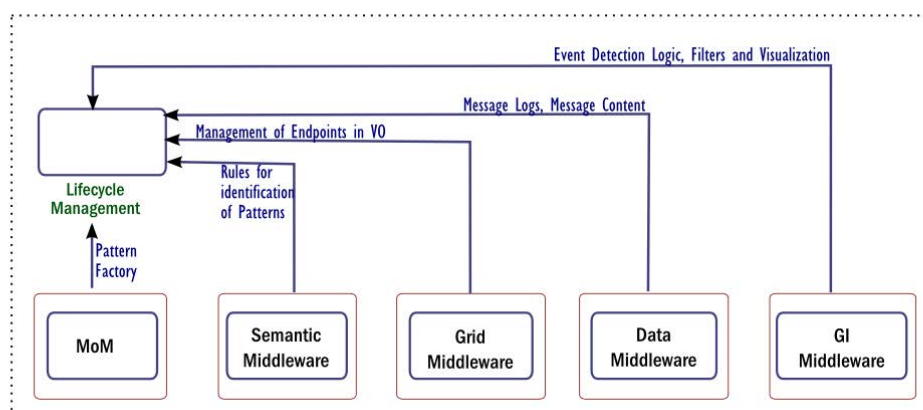 Event Detection Logic, Filters and Visualization
Message Logs, Message Content
Management of Endpoints in VO
Rules for
identification
of Patterns
Lifecycle
Management
Pattern
Factory
MoM
Semantic
Middleware
Grid
Middleware
Data
Middleware
GI
Middleware